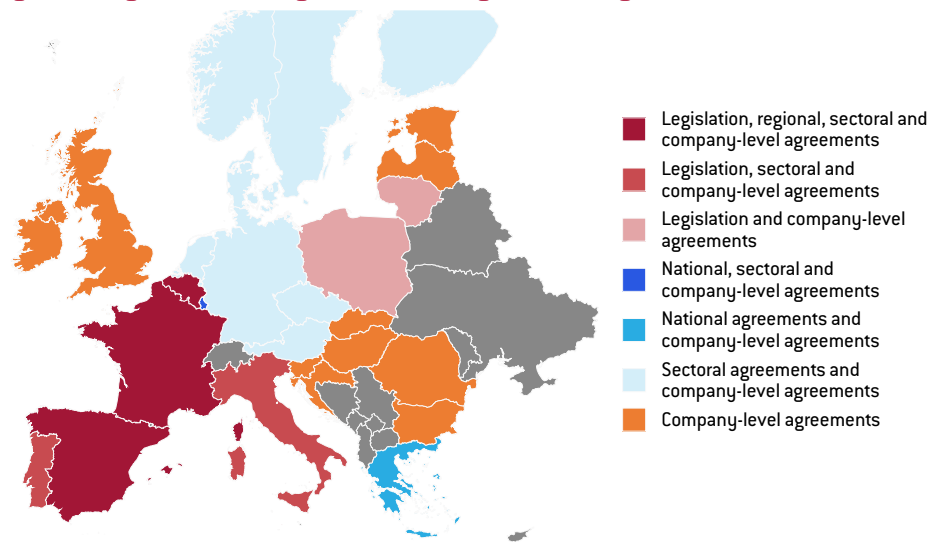 Legislation, regional, sectoral and
company-level agreements
Legislation, sectoral and
company-level agreements
Legislation and company-level
agreements
National, sectoral and
company-level agreements
National agreements and
company-level agreements
Sectoral agreements and
company-level agreements
Company-level agreements